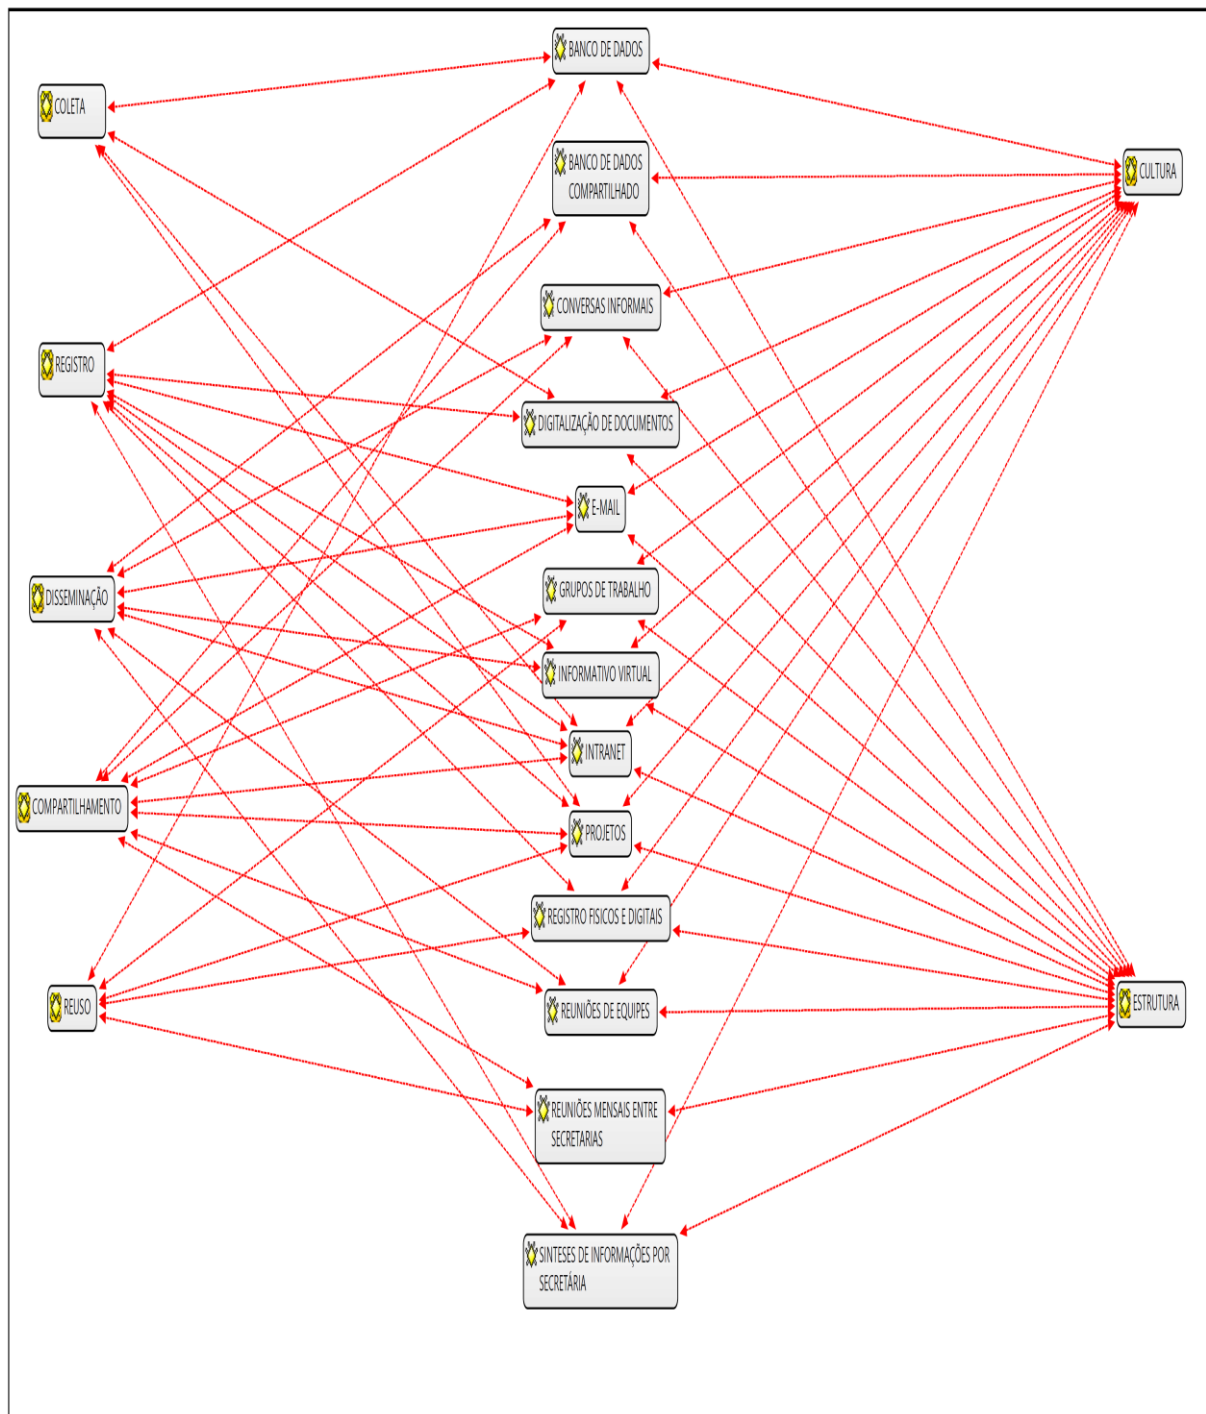 BANCO DE DADOS
COLETA
BANCO DE DADOS
COMPARTILHADO
CULTURA
CONVERSAS INFORMAIS
REGISTRO
DIGITALIZAÇÃO DE DOCUMENTOS
E-MAIL
GRUPOS DE TRABALHO
DISSEMINAÇÃO
INFORMATIVO VIRTUAL
INTRANET
COMPARTILHAMENTO
PROJETOS
REGISTRO FISICOS E DIGITAIS
REUSO
REUNIÕES DE EQUIPES
ESTRUTURA
REUNIÕES MENSAIS ENTRE
SECRETARIAS
SINTESES DE INFORMAÇÕES POR
SECRETÁRIA